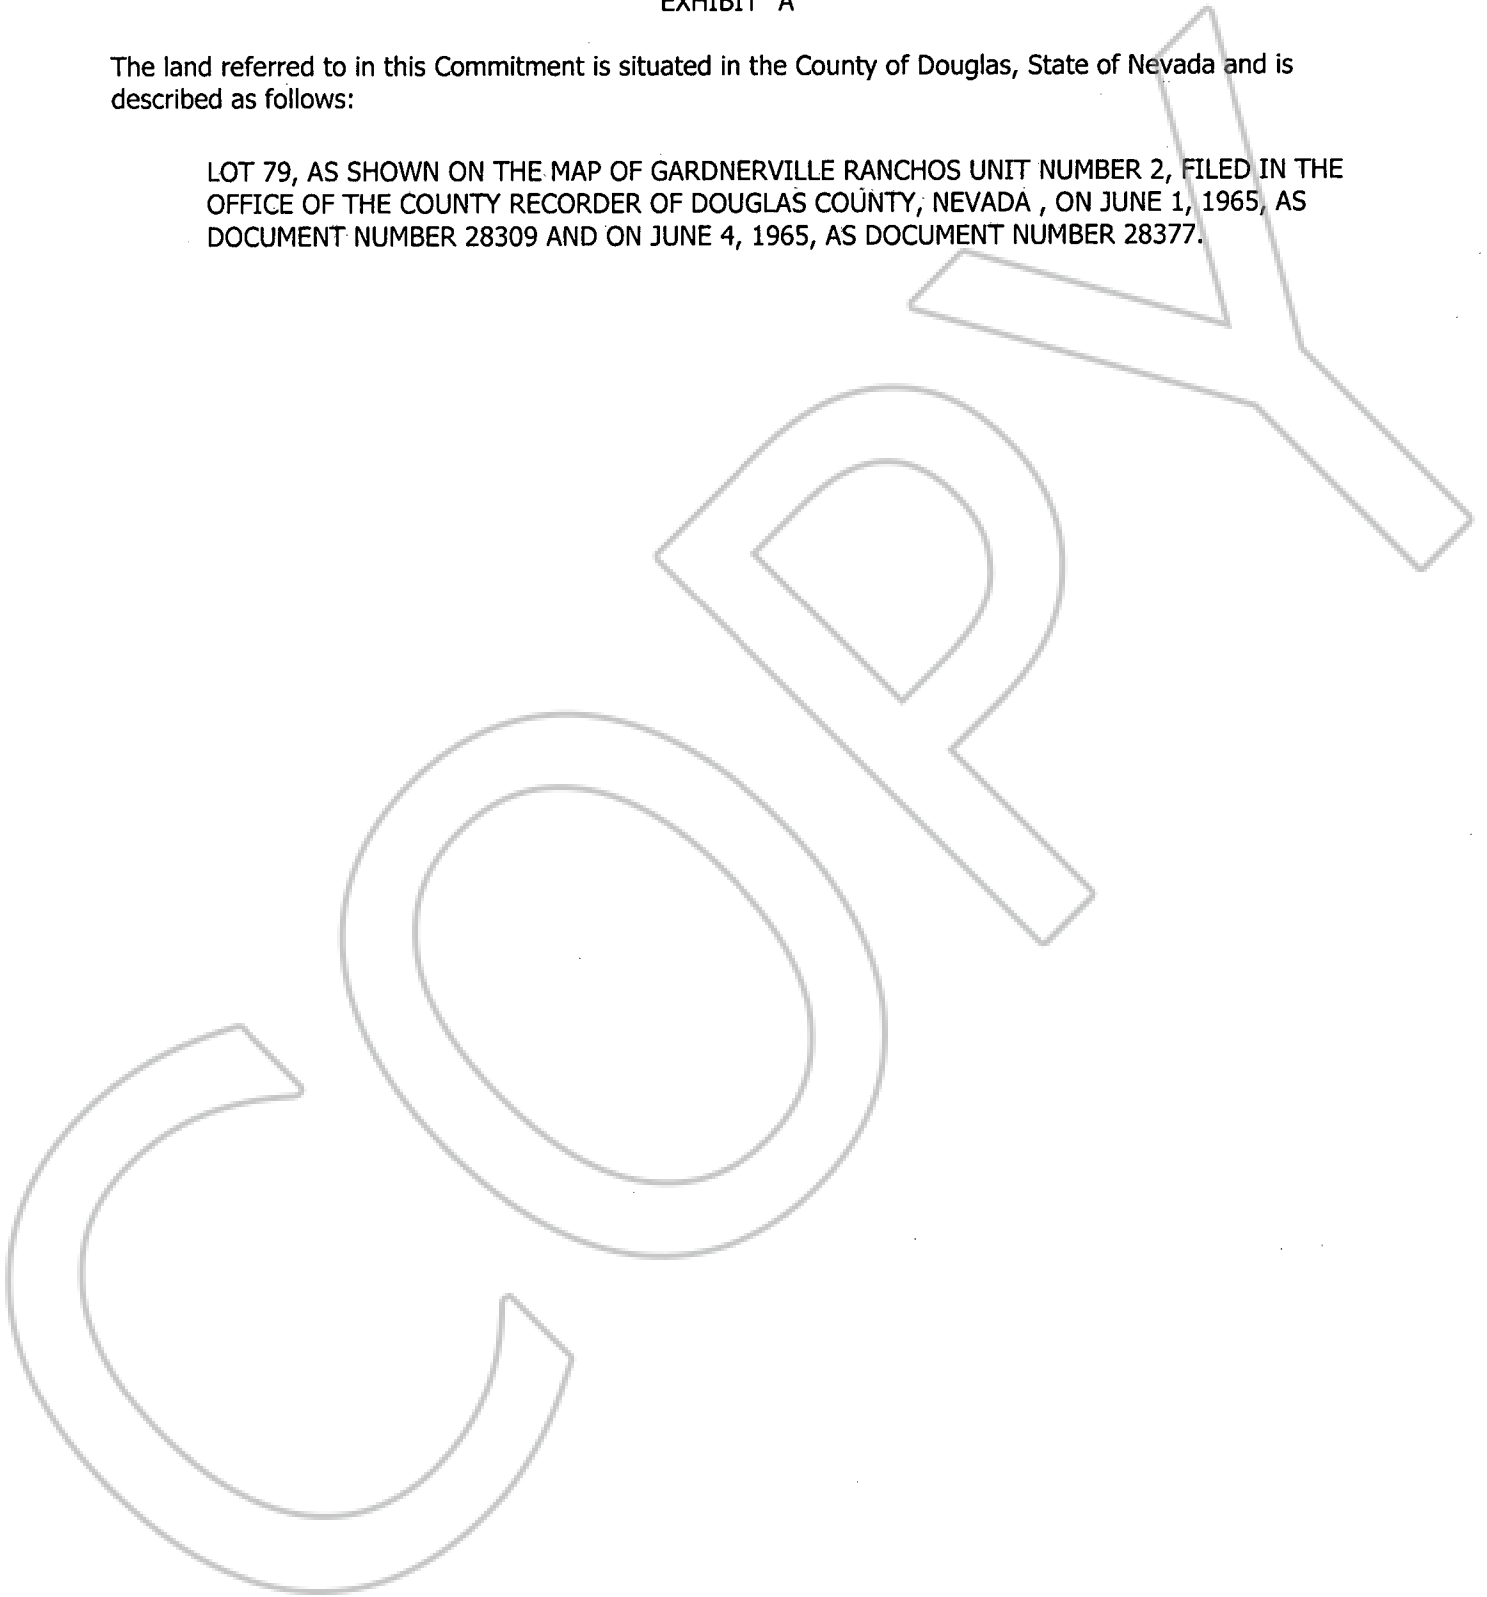 EXHIBIT "A"
The land referred to in this Commitment is situated in the County of Douglas, State of Nevada and is
described as follows:
LOT 79, AS SHOWN ON THE MAP OF GARDNERVILLE RANCHOS UNIT NUMBER 2, FILED IN THE
OFFICE OF THE COUNTY RECORDER OF DOUGLAS COUNTY, NEVADA , ON JUNE 1, 1965, AS
DOCUMENT NUMBER 28309 AND ON JUNE 4, 1965, AS DOCUMENT NUMBER 28377.
COPY